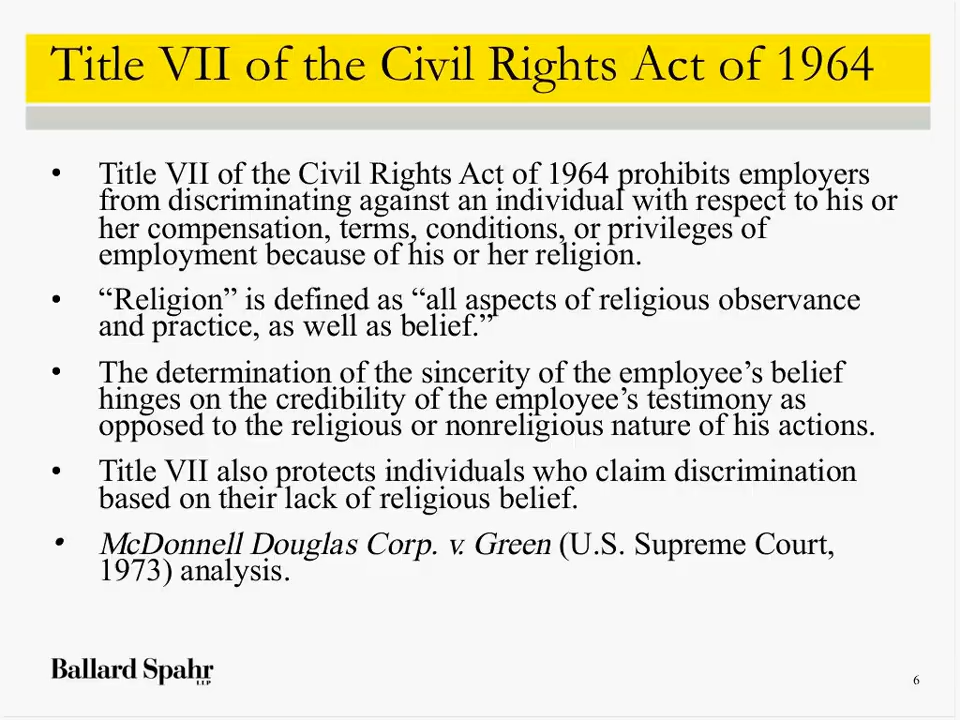 Title VII of the Civil Rights Act of 1964
• Title VII of the Civil Rights Act of 1964 prohibits employers
from discriminating against an individual with respect to his or
her compensation, terms, conditions, or privileges of
employment because of his or her religion.
• “Religion” is defined as “all aspects of religious observance
and practice, as well as belief.”
• The determination of the sincerity of the employee’s belief
hinges on the credibility of the employee’s testimony as
opposed to the religious or nonreligious nature of his actions.
• Title VII also protects individuals who claim discrimination
based on their lack of religious belief.
• McDonnell Douglas Corp. v. Green (U.S. Supreme Court,
1973) analysis.
Ballard Spahr
LLP
6